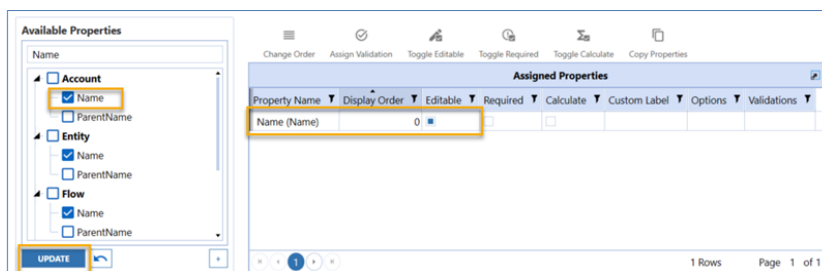 Available Properties
Name
Account
Name
ParentName
Entity
Name
ParentName
Flow
Name
ParentName
UPDATE
+
Change Order Assign Validation Toggle Editable Toggle Required Toggle Calculate Copy Properties
Assigned Properties
Property Name Display Order Editable Required Calculate Custom Label Options Validations
Name (Name) 0
1 1 Rows Page 1 of 1